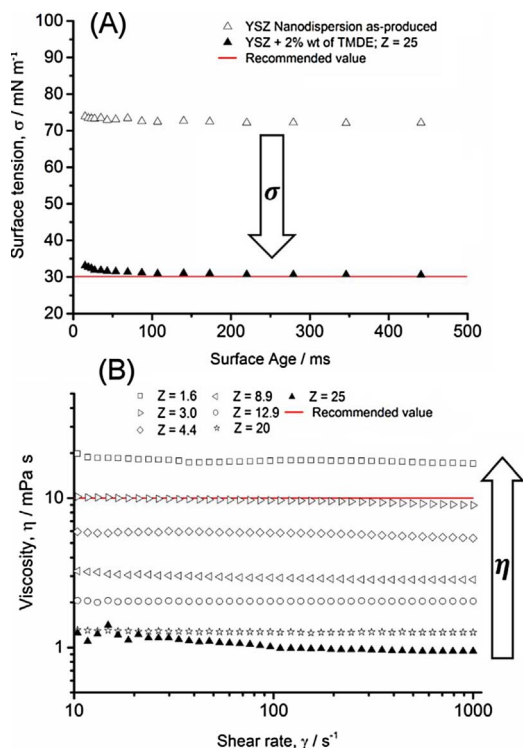 (A)
△ YSZ Nanodispersion as-produced
▲ YSZ + 2% wt of TMDE; Z = 25
Recommended value
Surface tension, σ / mN m⁻¹
100
90
80
70
60
50
40
30
20
σ
0 100 200 300 400 500
Surface Age / ms
(B)
□ Z = 1.6 ◁ Z = 8.9 ▲ Z = 25
▷ Z = 3.0 ○ Z = 12.9 Recommended value
◇ Z = 4.4 ☆ Z = 20
Viscosity, η / mPa s
10
1
η
10 100 1000
Shear rate, γ / s⁻¹